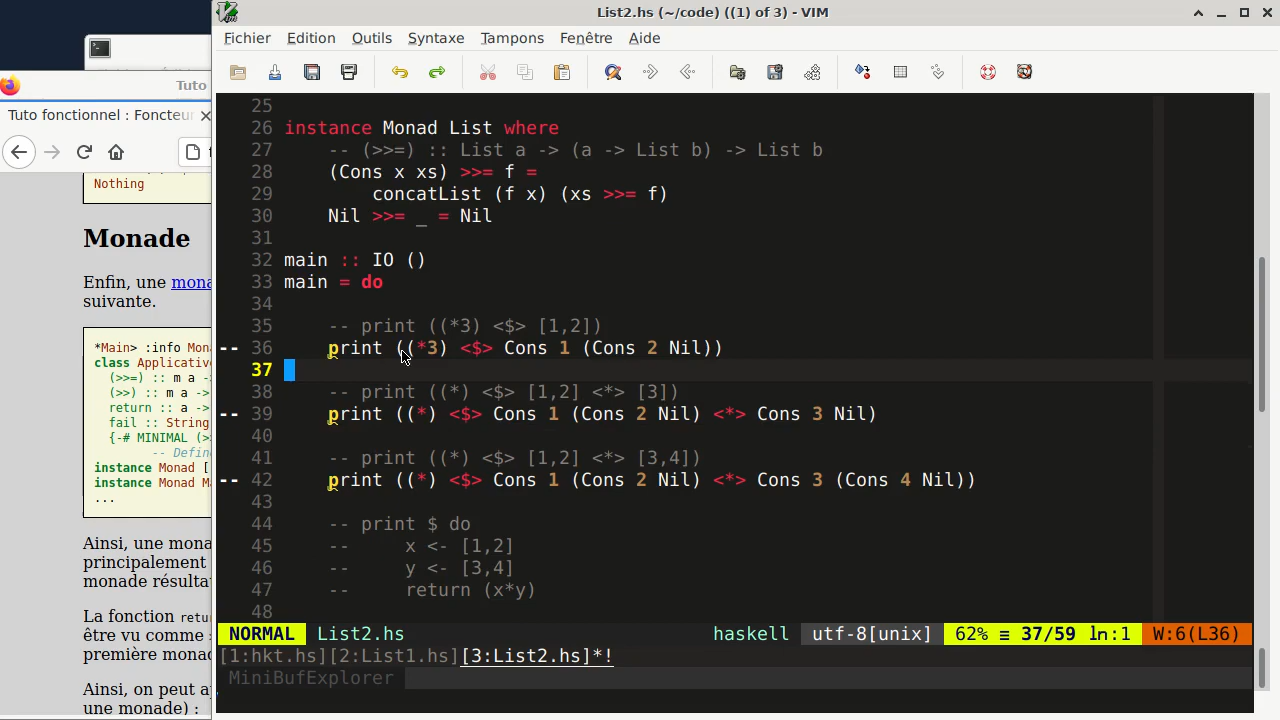 List2.hs (~/code) ((1) of 3) - VIM
Fichier Edition Outils Syntaxe Tampons Fenêtre Aide
25
26 instance Monad List where
27     -- (>>=) :: List a -> (a -> List b) -> List b
28     (Cons x xs) >>= f =
29         concatList (f x) (xs >>= f)
30     Nil >>= _ = Nil
31
32 main :: IO ()
33 main = do
34
35     -- print ((*3) <$> [1,2])
-- 36     print ((*3) <$> Cons 1 (Cons 2 Nil))
37
38     -- print ((*) <$> [1,2] <*> [3])
-- 39     print ((*) <$> Cons 1 (Cons 2 Nil) <*> Cons 3 Nil)
40
41     -- print ((*) <$> [1,2] <*> [3,4])
-- 42     print ((*) <$> Cons 1 (Cons 2 Nil) <*> Cons 3 (Cons 4 Nil))
43
44     -- print $ do
45     --     x <- [1,2]
46     --     y <- [3,4]
47     --     return (x*y)
48
NORMAL List2.hs haskell utf-8[unix] 62% ≡ 37/59 ln:1 W:6(L36)
[1:hkt.hs][2:List1.hs][3:List2.hs]*!
MiniBufExplorer
Tuto
Tuto fonctionnel : Foncteu
Nothing
Monade
Enfin, une mona
suivante.
*Main> :info Mon
class Applicativ
(>>=) :: m a -
(>>) :: m a ->
return :: a ->
fail :: String
{-# MINIMAL (>
-- Defin
instance Monad [
instance Monad M
...
Ainsi, une mona
principalement
monade résulta
La fonction retu
être vu comme
première mona
Ainsi, on peut a
une monade) :